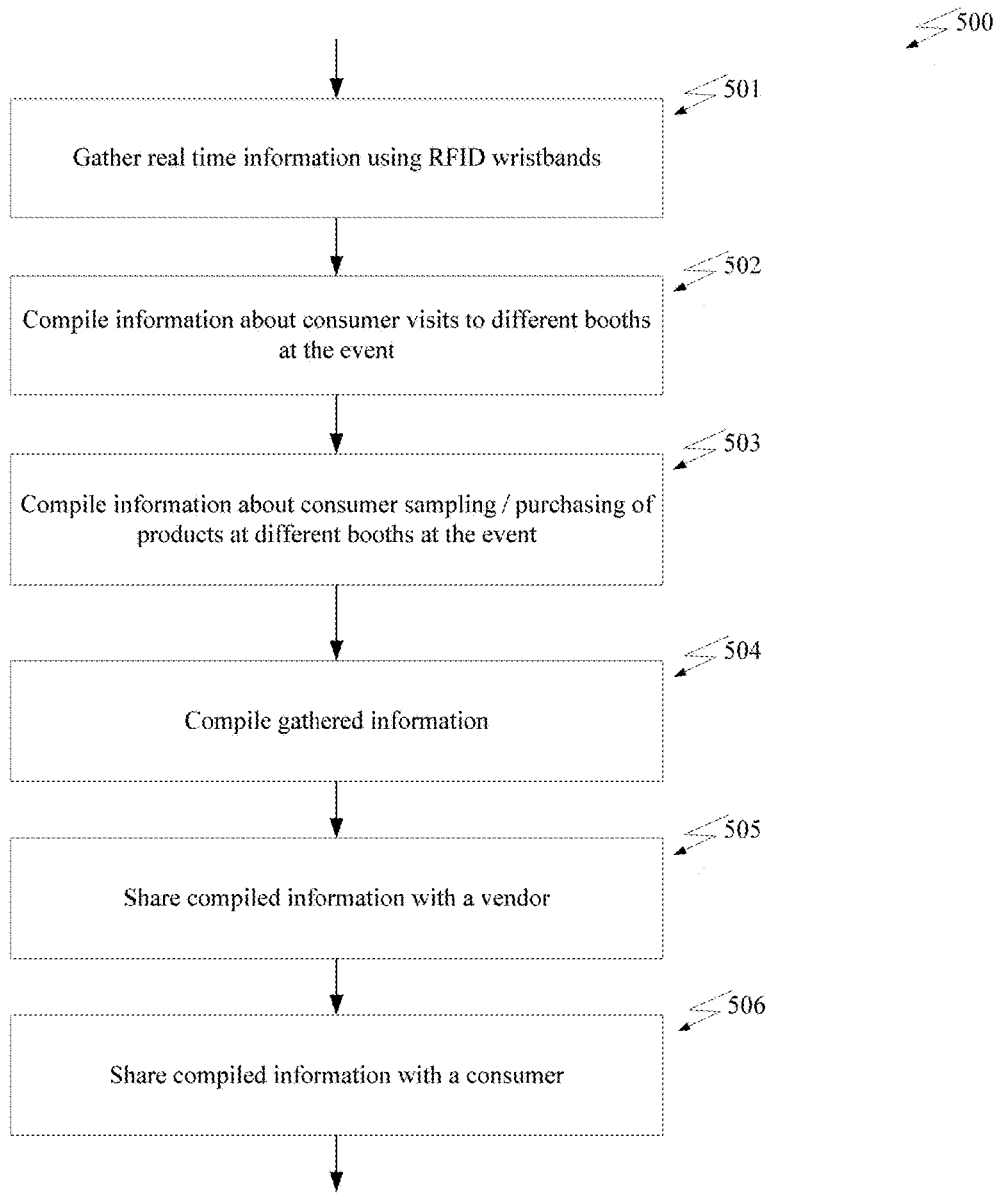 500
501
Gather real time information using RFID wristbands
502
Compile information about consumer visits to different booths
at the event
503
Compile information about consumer sampling / purchasing of
products at different booths at the event
504
Compile gathered information
505
Share compiled information with a vendor
506
Share compiled information with a consumer